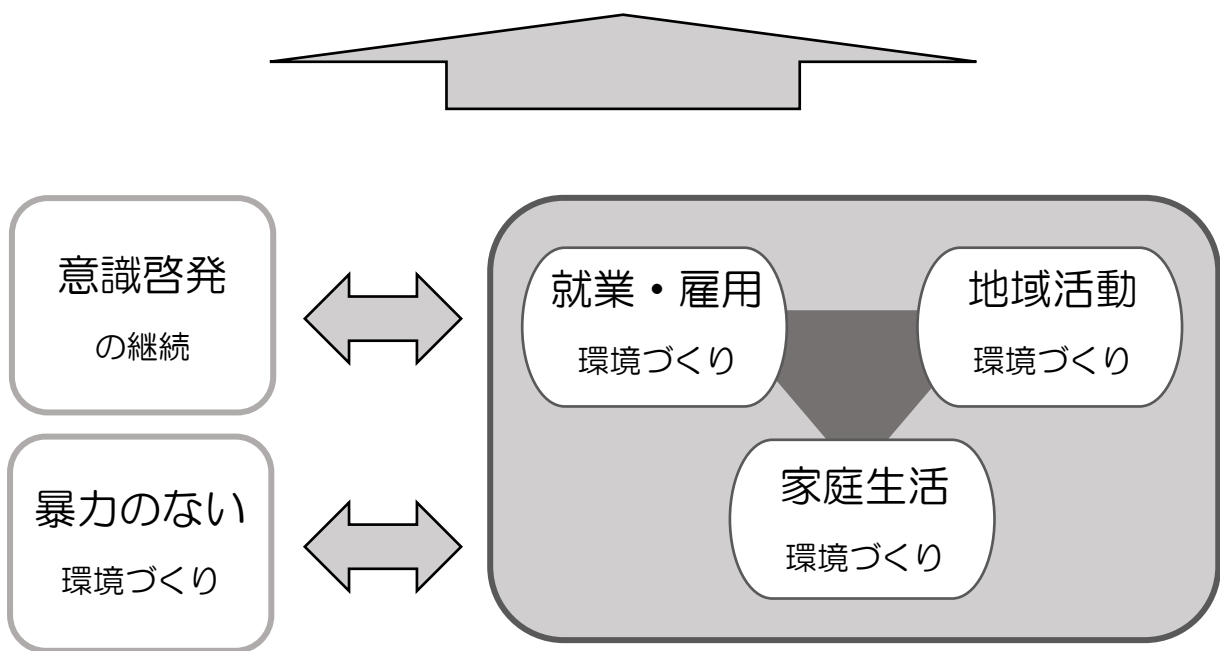 意識啓発
の継続
就業・雇用
環境づくり
地域活動
環境づくり
暴力のない
環境づくり
家庭生活
環境づくり